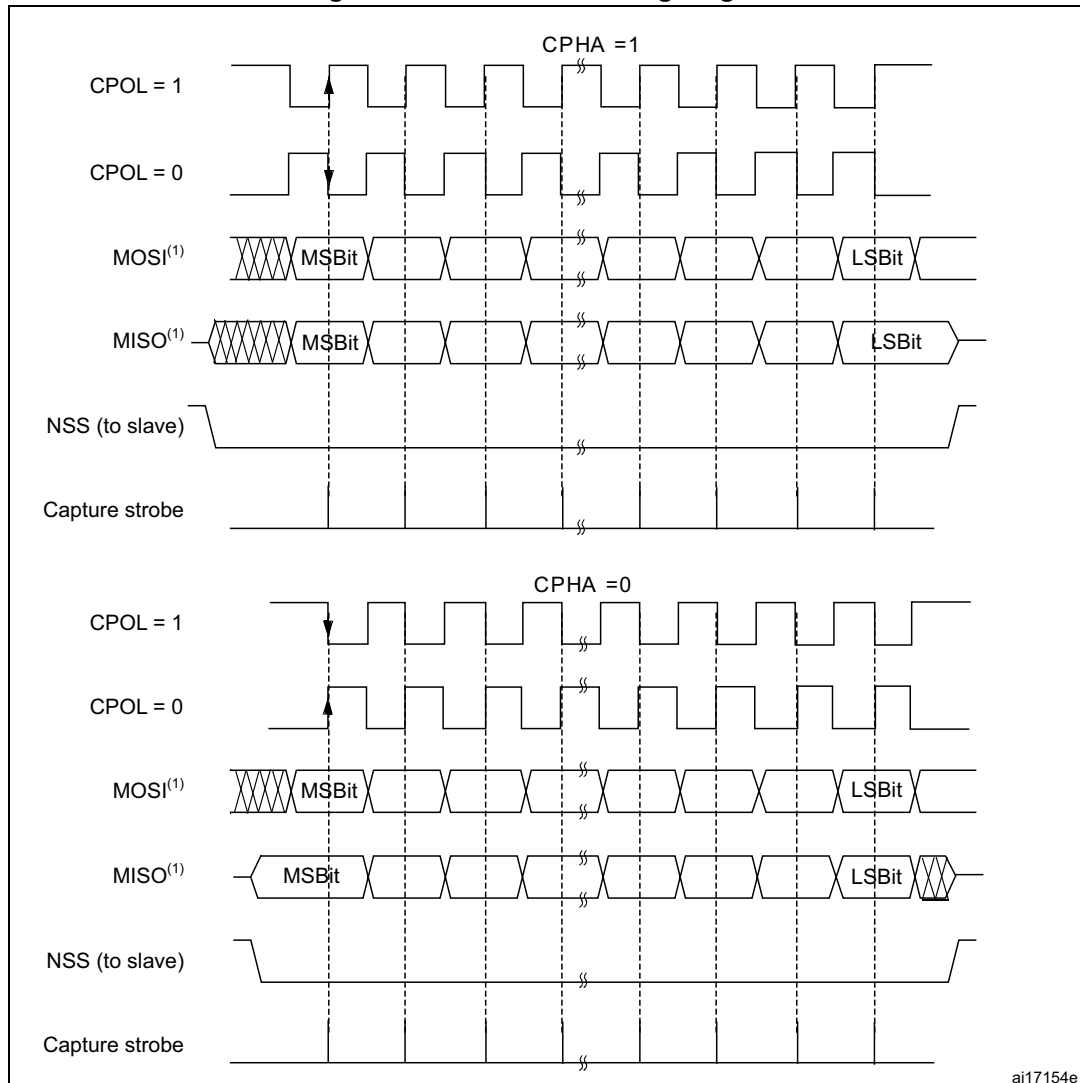 CPHA =1
CPOL = 1
CPOL = 0
MOSI(1)
MSBit
LSBit
MISO(1)
MSBit
LSBit
NSS (to slave)
Capture strobe
CPHA =0
CPOL = 1
CPOL = 0
MOSI(1)
MSBit
LSBit
MISO(1)
MSBit
LSBit
NSS (to slave)
Capture strobe
ai17154e